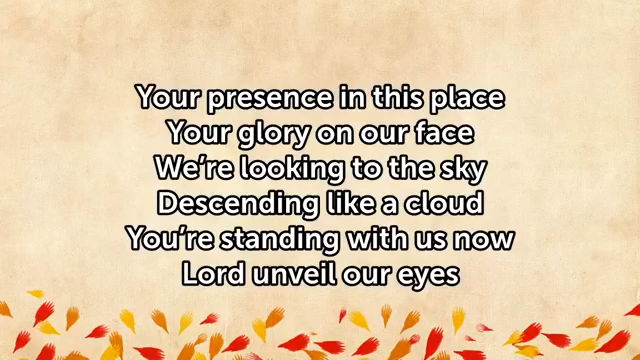 Your presence in this place
Your glory on our face
We're looking to the sky
Descending like a cloud
You're standing with us now
Lord unveil our eyes